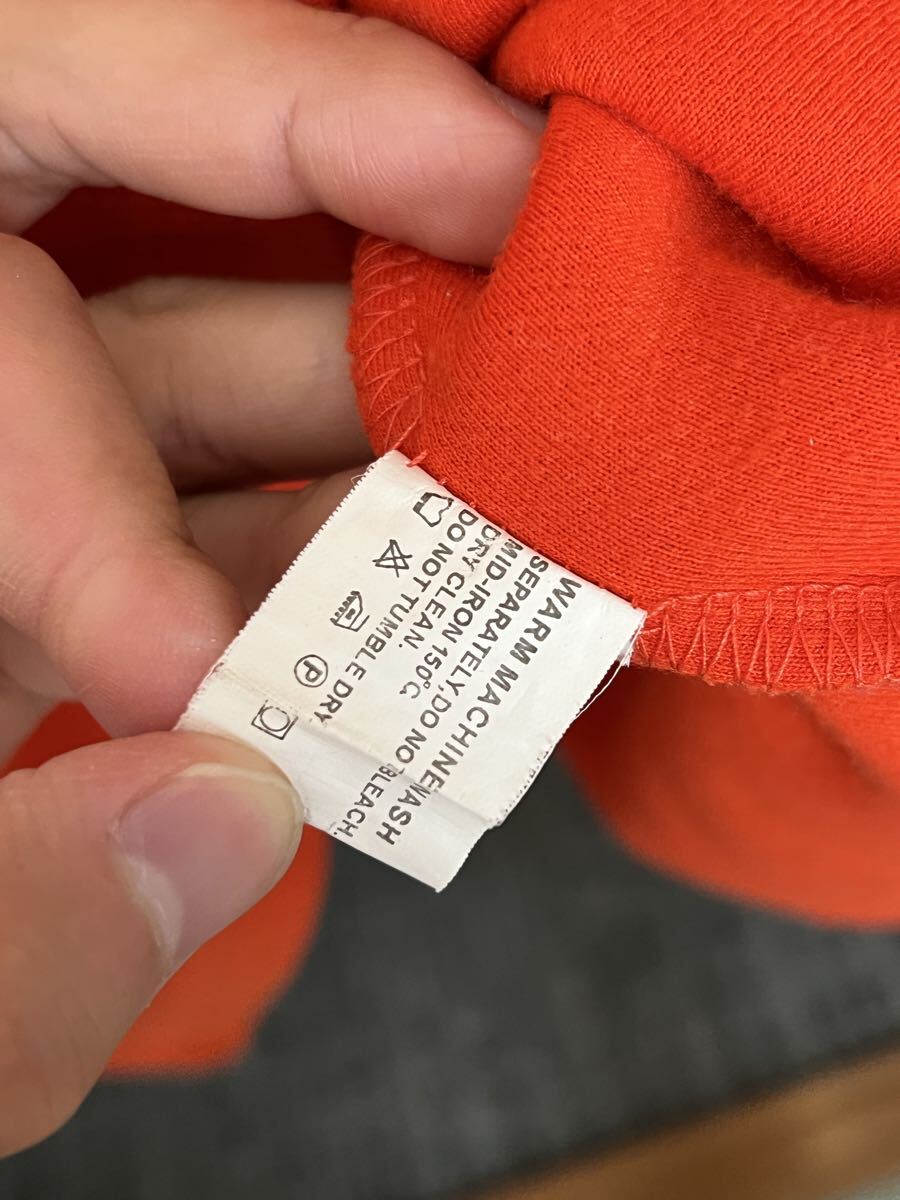 WARM MACHINE WASH
SEPARATELY,DO NOT BLEACH.
MID-IRON 150°C
DRY CLEAN.
DO NOT TUMBLE DRY
P